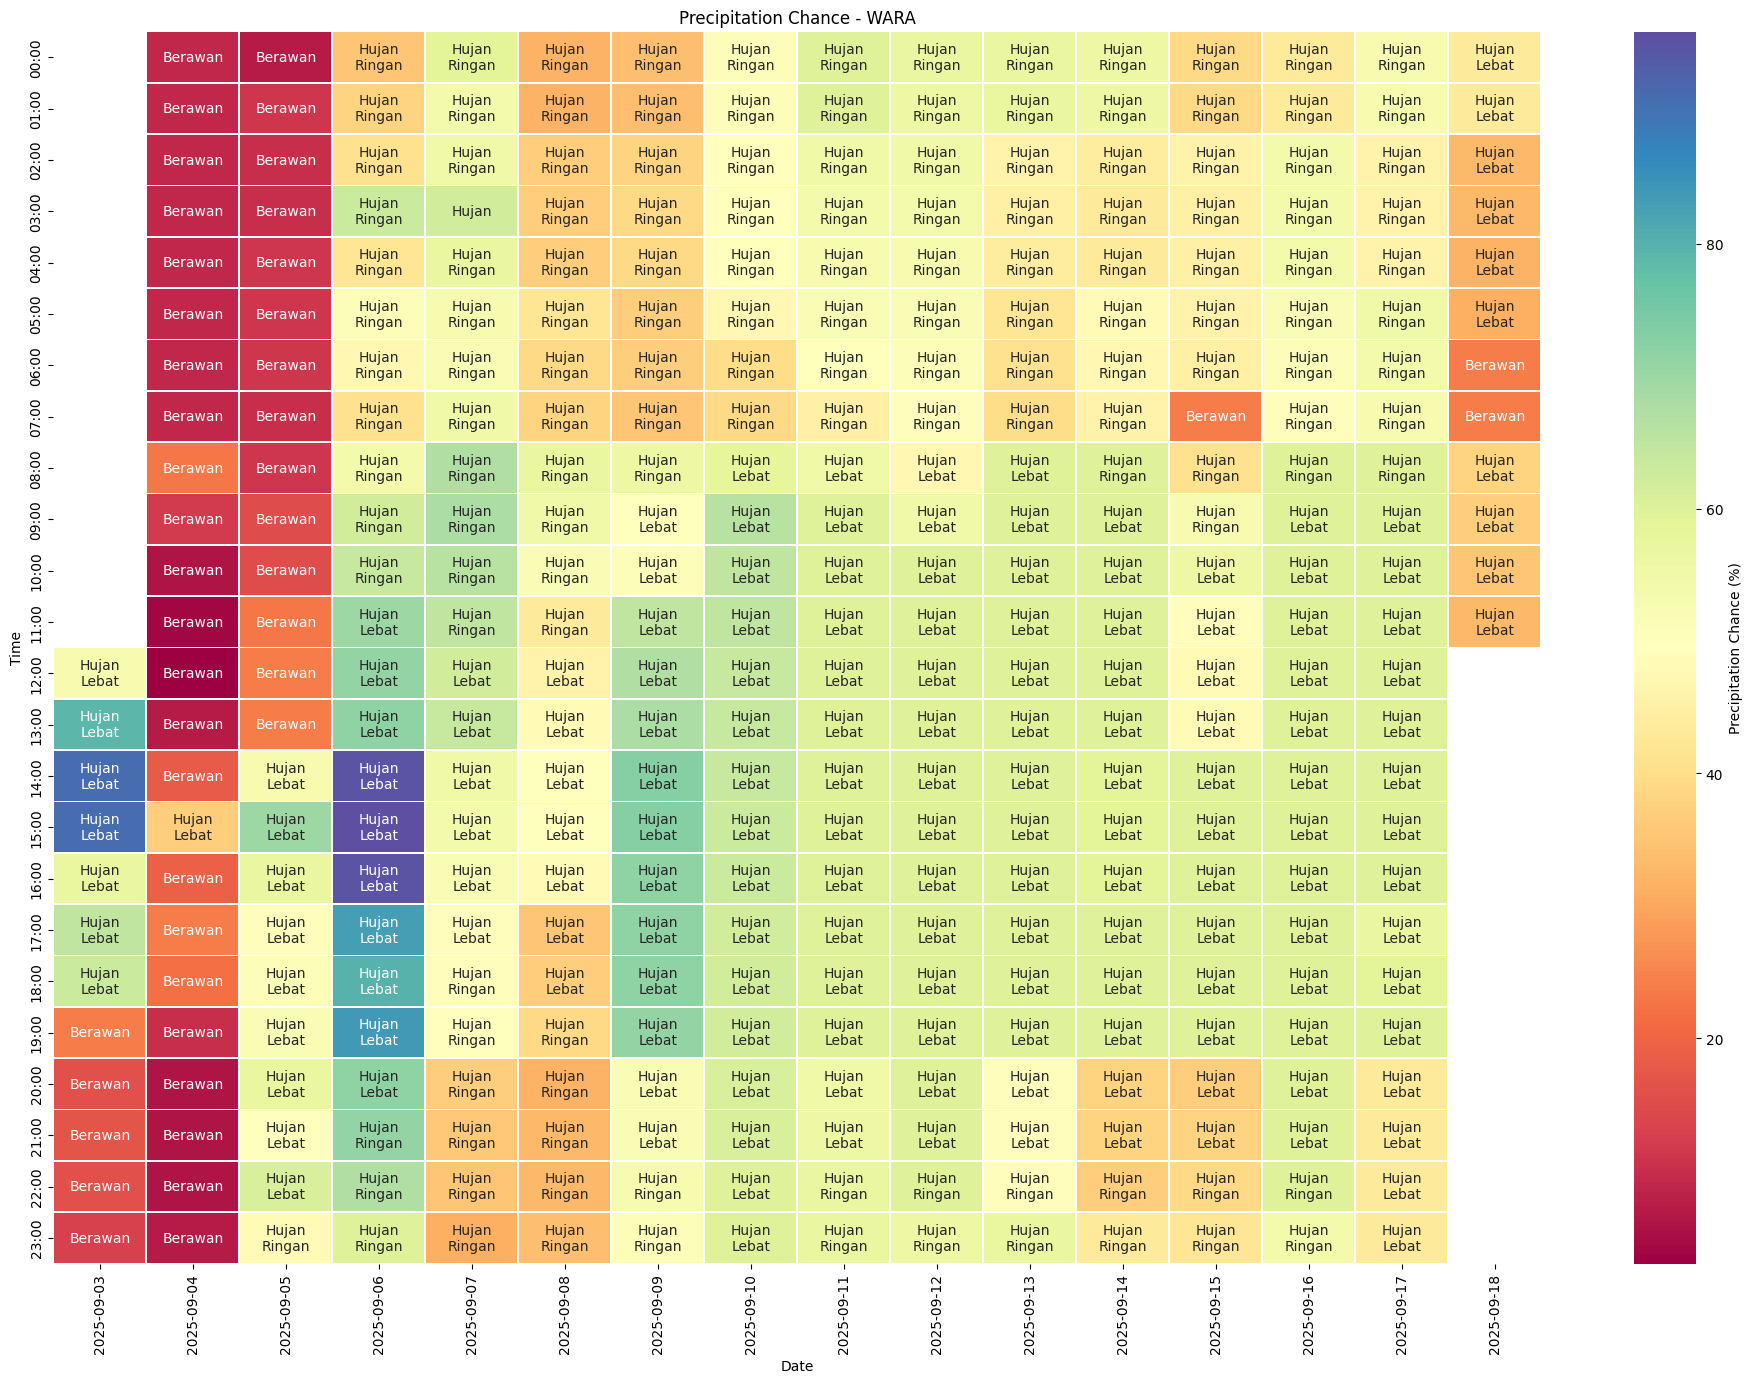 Precipitation Chance - WARA
00:00 Berawan Berawan Hujan Ringan Hujan Ringan Hujan Ringan Hujan Ringan Hujan Ringan Hujan Ringan Hujan Ringan Hujan Ringan Hujan Ringan Hujan Ringan Hujan Ringan Hujan Ringan Hujan Lebat
01:00 Berawan Berawan Hujan Ringan Hujan Ringan Hujan Ringan Hujan Ringan Hujan Ringan Hujan Ringan Hujan Ringan Hujan Ringan Hujan Ringan Hujan Ringan Hujan Ringan Hujan Ringan Hujan Lebat
02:00 Berawan Berawan Hujan Ringan Hujan Ringan Hujan Ringan Hujan Ringan Hujan Ringan Hujan Ringan Hujan Ringan Hujan Ringan Hujan Ringan Hujan Ringan Hujan Ringan Hujan Ringan Hujan Lebat
03:00 Berawan Berawan Hujan Ringan Hujan Hujan Ringan Hujan Ringan Hujan Ringan Hujan Ringan Hujan Ringan Hujan Ringan Hujan Ringan Hujan Ringan Hujan Ringan Hujan Ringan Hujan Lebat
04:00 Berawan Berawan Hujan Ringan Hujan Ringan Hujan Ringan Hujan Ringan Hujan Ringan Hujan Ringan Hujan Ringan Hujan Ringan Hujan Ringan Hujan Ringan Hujan Ringan Hujan Ringan Hujan Lebat
05:00 Berawan Berawan Hujan Ringan Hujan Ringan Hujan Ringan Hujan Ringan Hujan Ringan Hujan Ringan Hujan Ringan Hujan Ringan Hujan Ringan Hujan Ringan Hujan Ringan Hujan Ringan Hujan Lebat
06:00 Berawan Berawan Hujan Ringan Hujan Ringan Hujan Ringan Hujan Ringan Hujan Ringan Hujan Ringan Hujan Ringan Hujan Ringan Hujan Ringan Hujan Ringan Hujan Ringan Hujan Ringan Berawan
07:00 Berawan Berawan Hujan Ringan Hujan Ringan Hujan Ringan Hujan Ringan Hujan Ringan Hujan Ringan Hujan Ringan Hujan Ringan Hujan Ringan Berawan Hujan Ringan Hujan Ringan Berawan
08:00 Berawan Berawan Hujan Ringan Hujan Ringan Hujan Ringan Hujan Ringan Hujan Lebat Hujan Lebat Hujan Lebat Hujan Lebat Hujan Ringan Hujan Ringan Hujan Ringan Hujan Ringan Hujan Lebat
09:00 Berawan Berawan Hujan Ringan Hujan Ringan Hujan Ringan Hujan Lebat Hujan Lebat Hujan Lebat Hujan Lebat Hujan Lebat Hujan Lebat Hujan Ringan Hujan Lebat Hujan Lebat Hujan Lebat
10:00 Berawan Berawan Hujan Ringan Hujan Ringan Hujan Ringan Hujan Lebat Hujan Lebat Hujan Lebat Hujan Lebat Hujan Lebat Hujan Lebat Hujan Lebat Hujan Lebat Hujan Lebat Hujan Lebat
11:00 Berawan Berawan Hujan Lebat Hujan Ringan Hujan Ringan Hujan Lebat Hujan Lebat Hujan Lebat Hujan Lebat Hujan Lebat Hujan Lebat Hujan Lebat Hujan Lebat Hujan Lebat Hujan Lebat
12:00 Hujan Lebat Berawan Berawan Hujan Lebat Hujan Lebat Hujan Lebat Hujan Lebat Hujan Lebat Hujan Lebat Hujan Lebat Hujan Lebat Hujan Lebat Hujan Lebat Hujan Lebat Hujan Lebat
13:00 Hujan Lebat Berawan Berawan Hujan Lebat Hujan Lebat Hujan Lebat Hujan Lebat Hujan Lebat Hujan Lebat Hujan Lebat Hujan Lebat Hujan Lebat Hujan Lebat Hujan Lebat Hujan Lebat
14:00 Hujan Lebat Berawan Hujan Lebat Hujan Lebat Hujan Lebat Hujan Lebat Hujan Lebat Hujan Lebat Hujan Lebat Hujan Lebat Hujan Lebat Hujan Lebat Hujan Lebat Hujan Lebat Hujan Lebat
15:00 Hujan Lebat Hujan Lebat Hujan Lebat Hujan Lebat Hujan Lebat Hujan Lebat Hujan Lebat Hujan Lebat Hujan Lebat Hujan Lebat Hujan Lebat Hujan Lebat Hujan Lebat Hujan Lebat Hujan Lebat
16:00 Hujan Lebat Berawan Hujan Lebat Hujan Lebat Hujan Lebat Hujan Lebat Hujan Lebat Hujan Lebat Hujan Lebat Hujan Lebat Hujan Lebat Hujan Lebat Hujan Lebat Hujan Lebat Hujan Lebat
17:00 Hujan Lebat Berawan Hujan Lebat Hujan Lebat Hujan Lebat Hujan Lebat Hujan Lebat Hujan Lebat Hujan Lebat Hujan Lebat Hujan Lebat Hujan Lebat Hujan Lebat Hujan Lebat Hujan Lebat
18:00 Hujan Lebat Berawan Hujan Lebat Hujan Lebat Hujan Ringan Hujan Lebat Hujan Lebat Hujan Lebat Hujan Lebat Hujan Lebat Hujan Lebat Hujan Lebat Hujan Lebat Hujan Lebat Hujan Lebat
19:00 Berawan Berawan Hujan Lebat Hujan Lebat Hujan Ringan Hujan Ringan Hujan Lebat Hujan Lebat Hujan Lebat Hujan Lebat Hujan Lebat Hujan Lebat Hujan Lebat Hujan Lebat Hujan Lebat
20:00 Berawan Berawan Hujan Lebat Hujan Lebat Hujan Ringan Hujan Ringan Hujan Lebat Hujan Lebat Hujan Lebat Hujan Lebat Hujan Lebat Hujan Lebat Hujan Lebat Hujan Lebat Hujan Lebat
21:00 Berawan Berawan Hujan Lebat Hujan Ringan Hujan Ringan Hujan Ringan Hujan Lebat Hujan Lebat Hujan Lebat Hujan Lebat Hujan Lebat Hujan Lebat Hujan Lebat Hujan Lebat Hujan Lebat
22:00 Berawan Berawan Hujan Lebat Hujan Ringan Hujan Ringan Hujan Ringan Hujan Ringan Hujan Lebat Hujan Ringan Hujan Ringan Hujan Ringan Hujan Ringan Hujan Ringan Hujan Ringan Hujan Lebat
23:00 Berawan Berawan Hujan Ringan Hujan Ringan Hujan Ringan Hujan Ringan Hujan Ringan Hujan Lebat Hujan Ringan Hujan Ringan Hujan Ringan Hujan Ringan Hujan Ringan Hujan Ringan Hujan Lebat
Time
2025-09-03 2025-09-04 2025-09-05 2025-09-06 2025-09-07 2025-09-08 2025-09-09 2025-09-10 2025-09-11 2025-09-12 2025-09-13 2025-09-14 2025-09-15 2025-09-16 2025-09-17 2025-09-18
Date
80
60
40
20
Precipitation Chance (%)